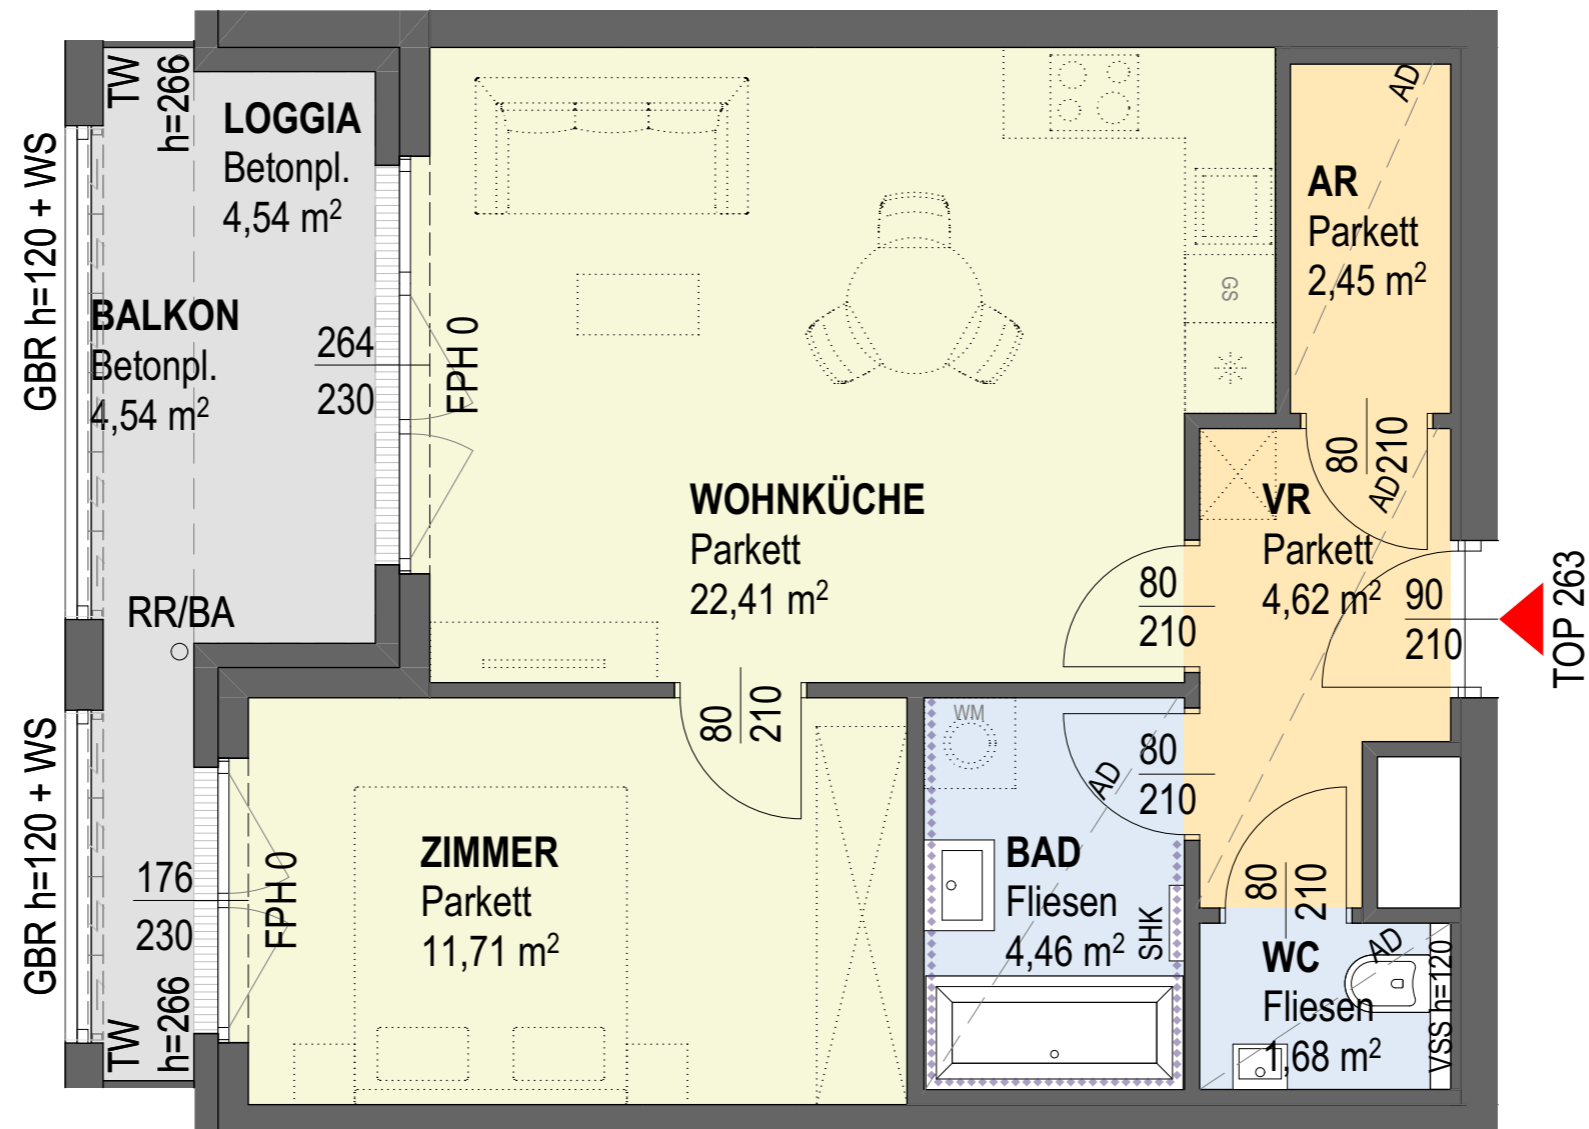 TW
h=266
LOGGIA
Betonpl.
4,54 m²
GBR h=120 + WS
BALKON
Betonpl.
4,54 m²
264
230
FPH 0
RR/BA
WOHNKÜCHE
Parkett
22,41 m²
GS
AD
AR
Parkett
2,45 m²
80
210
AD
VR
Parkett
4,62 m²
80
210
90
210
TOP 263
80
210
GBR h=120 + WS
176
230
FPH 0
TW
h=266
ZIMMER
Parkett
11,71 m²
WM
AD
80
210
BAD
Fliesen
4,46 m²
SHK
80
210
WC
Fliesen
1,68 m²
AD
VSS h=120